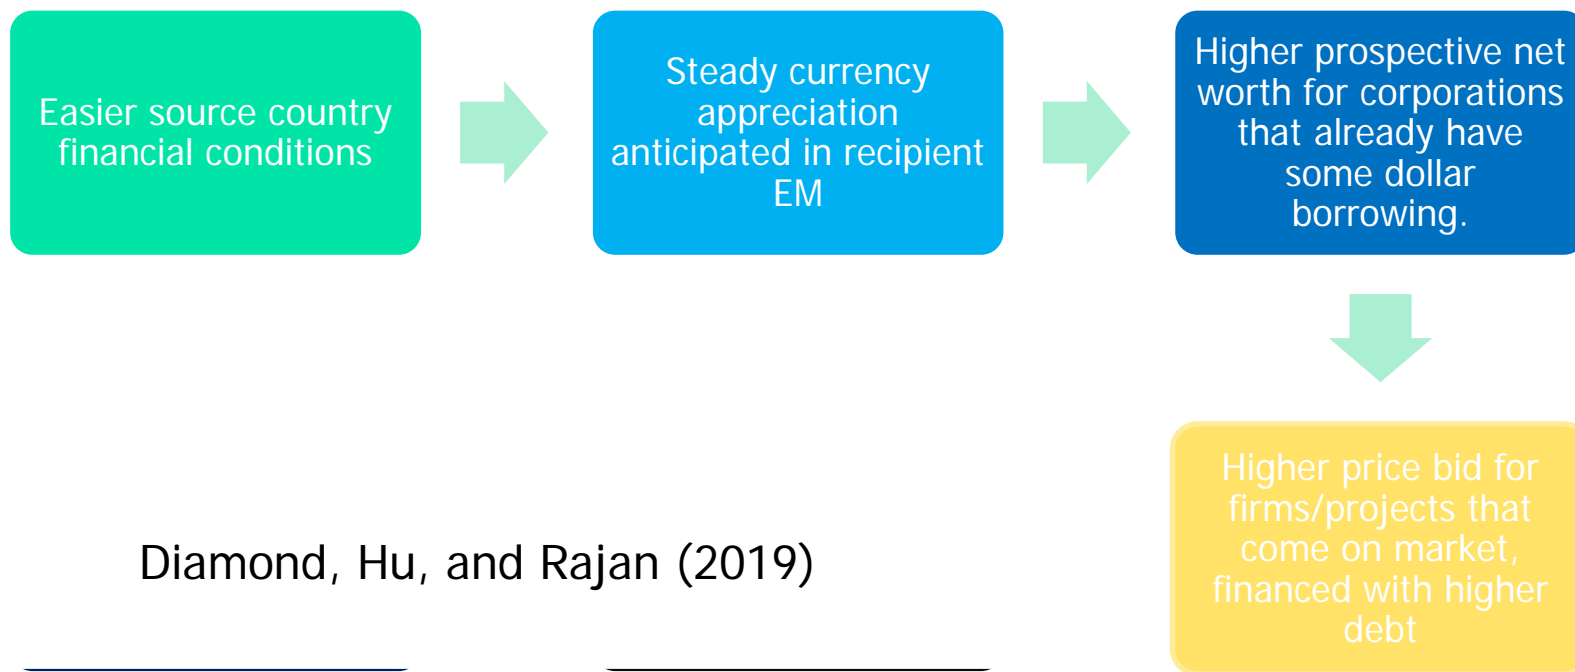 Easier source country
financial conditions
Steady currency
appreciation
anticipated in recipient
EM
Higher prospective net
worth for corporations
that already have
some dollar
borrowing.
Higher price bid for
firms/projects that
come on market,
financed with higher
debt
Diamond, Hu, and Rajan (2019)